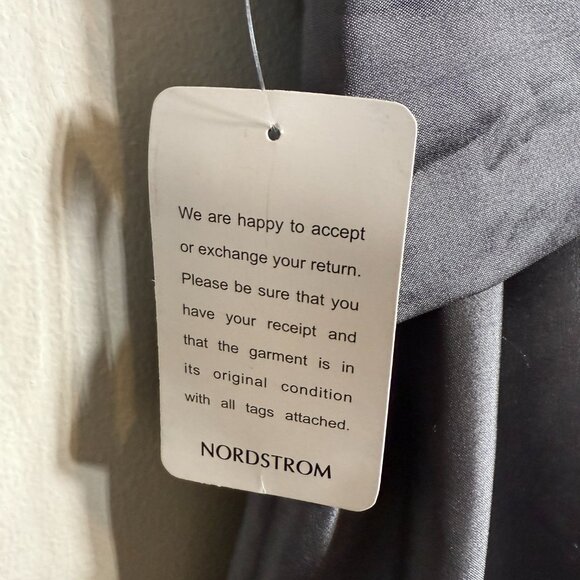 We are happy to accept
or exchange your return.
Please be sure that you
have your receipt and
that the garment is in
its original condition
with all tags attached.
NORDSTROM